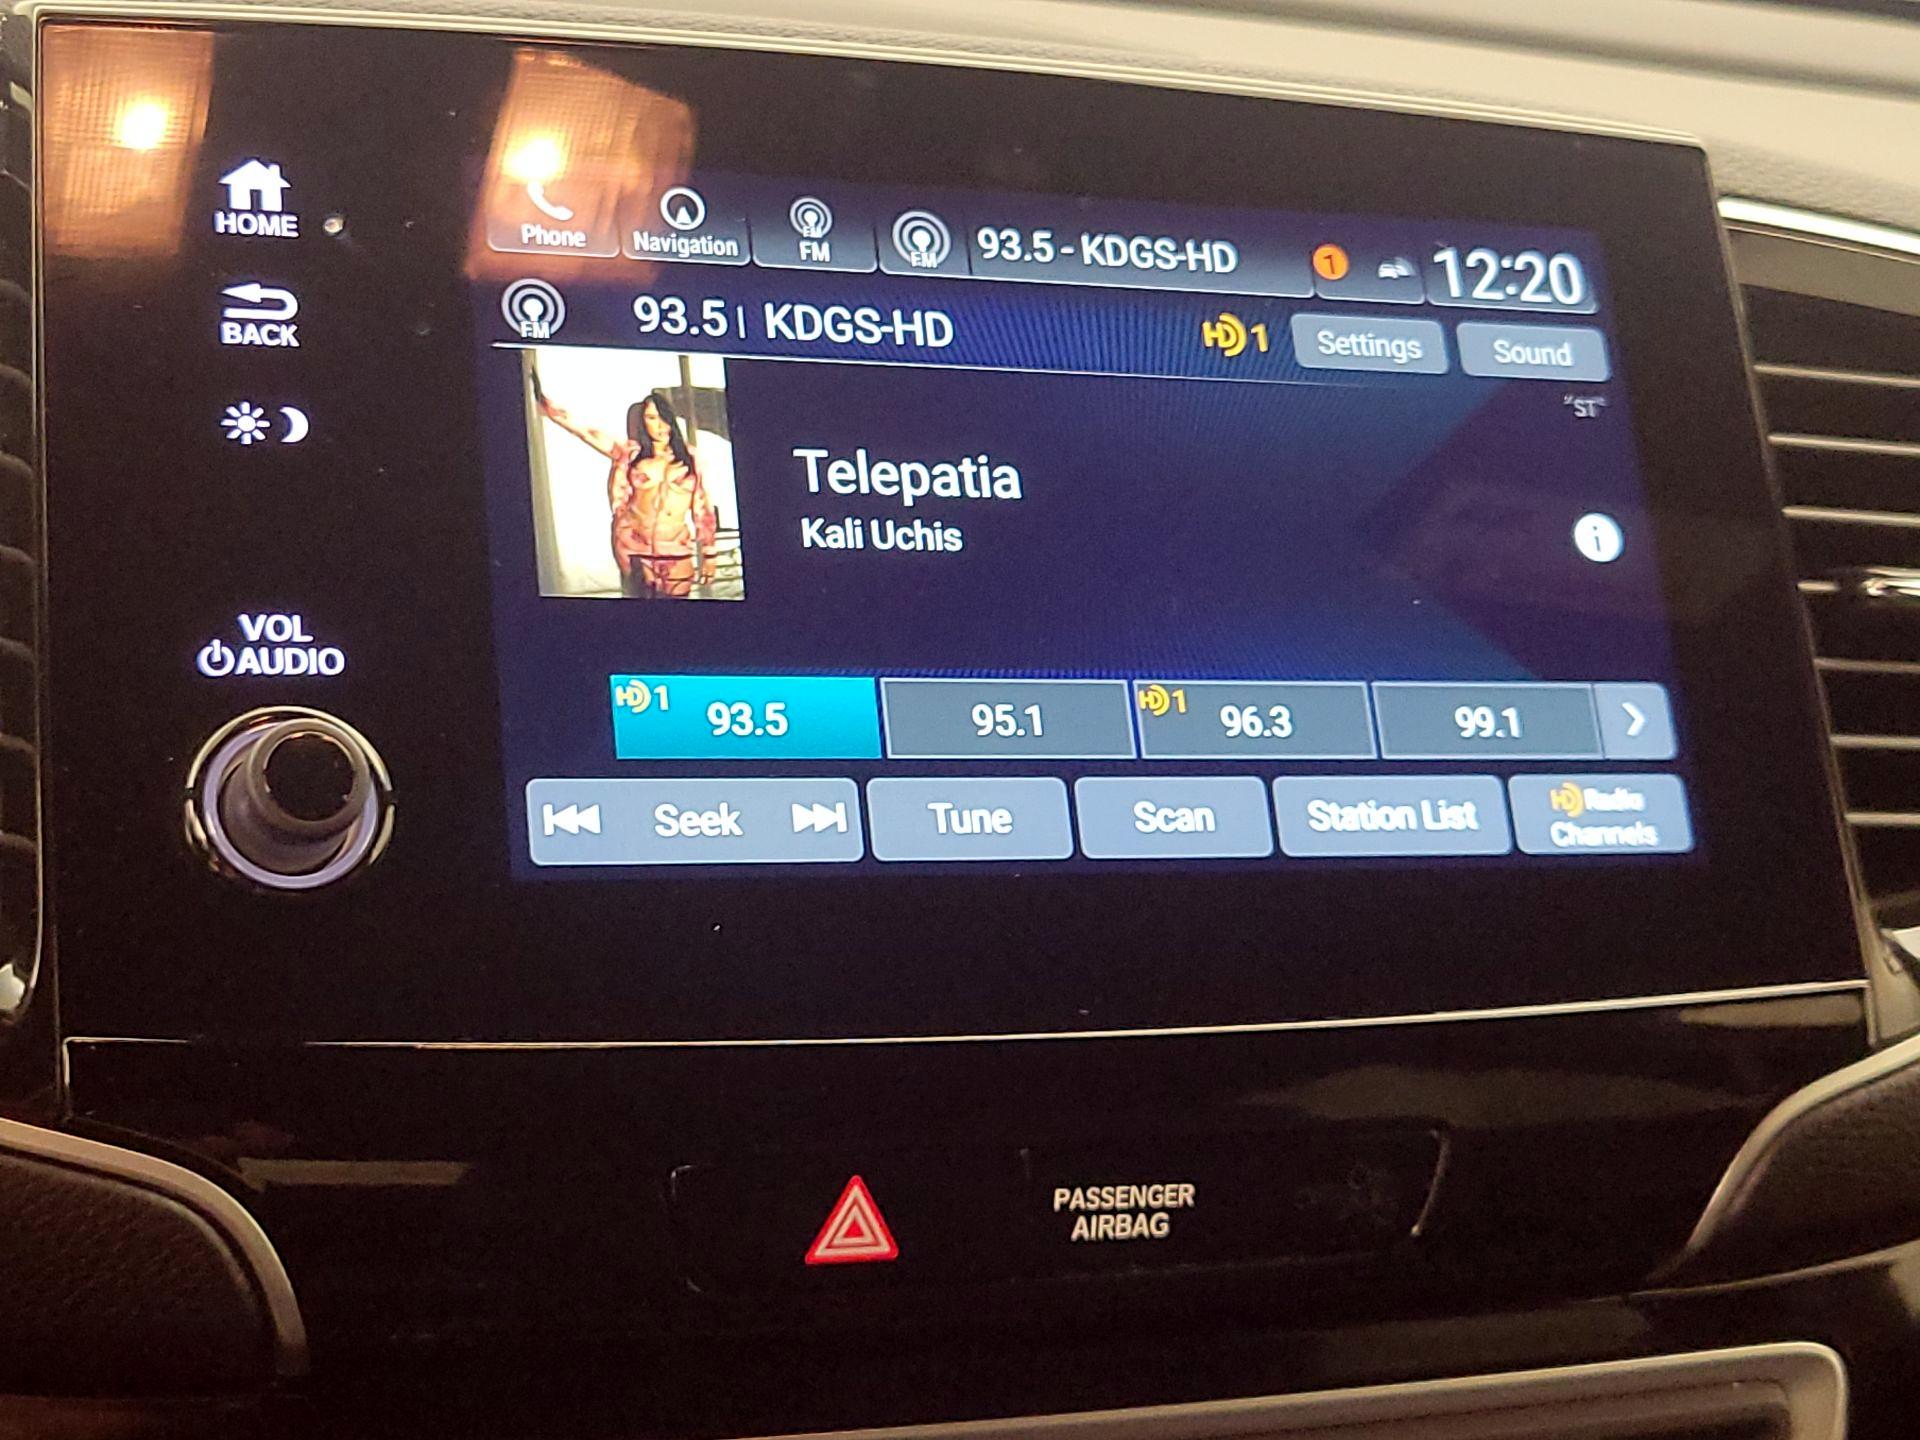 HOME
BACK
VOL
AUDIO
Phone
Navigation
FM
FM
FM
93.5 - KDGS-HD
1
12:20
FM
93.5 | KDGS-HD
HD 1
Settings
Sound
"ST"
Telepatia
Kali Uchis
i
HD 1
93.5
95.1
HD 1
96.3
99.1
Seek
Tune
Scan
Station List
HD Radio
Channels
PASSENGER
AIRBAG